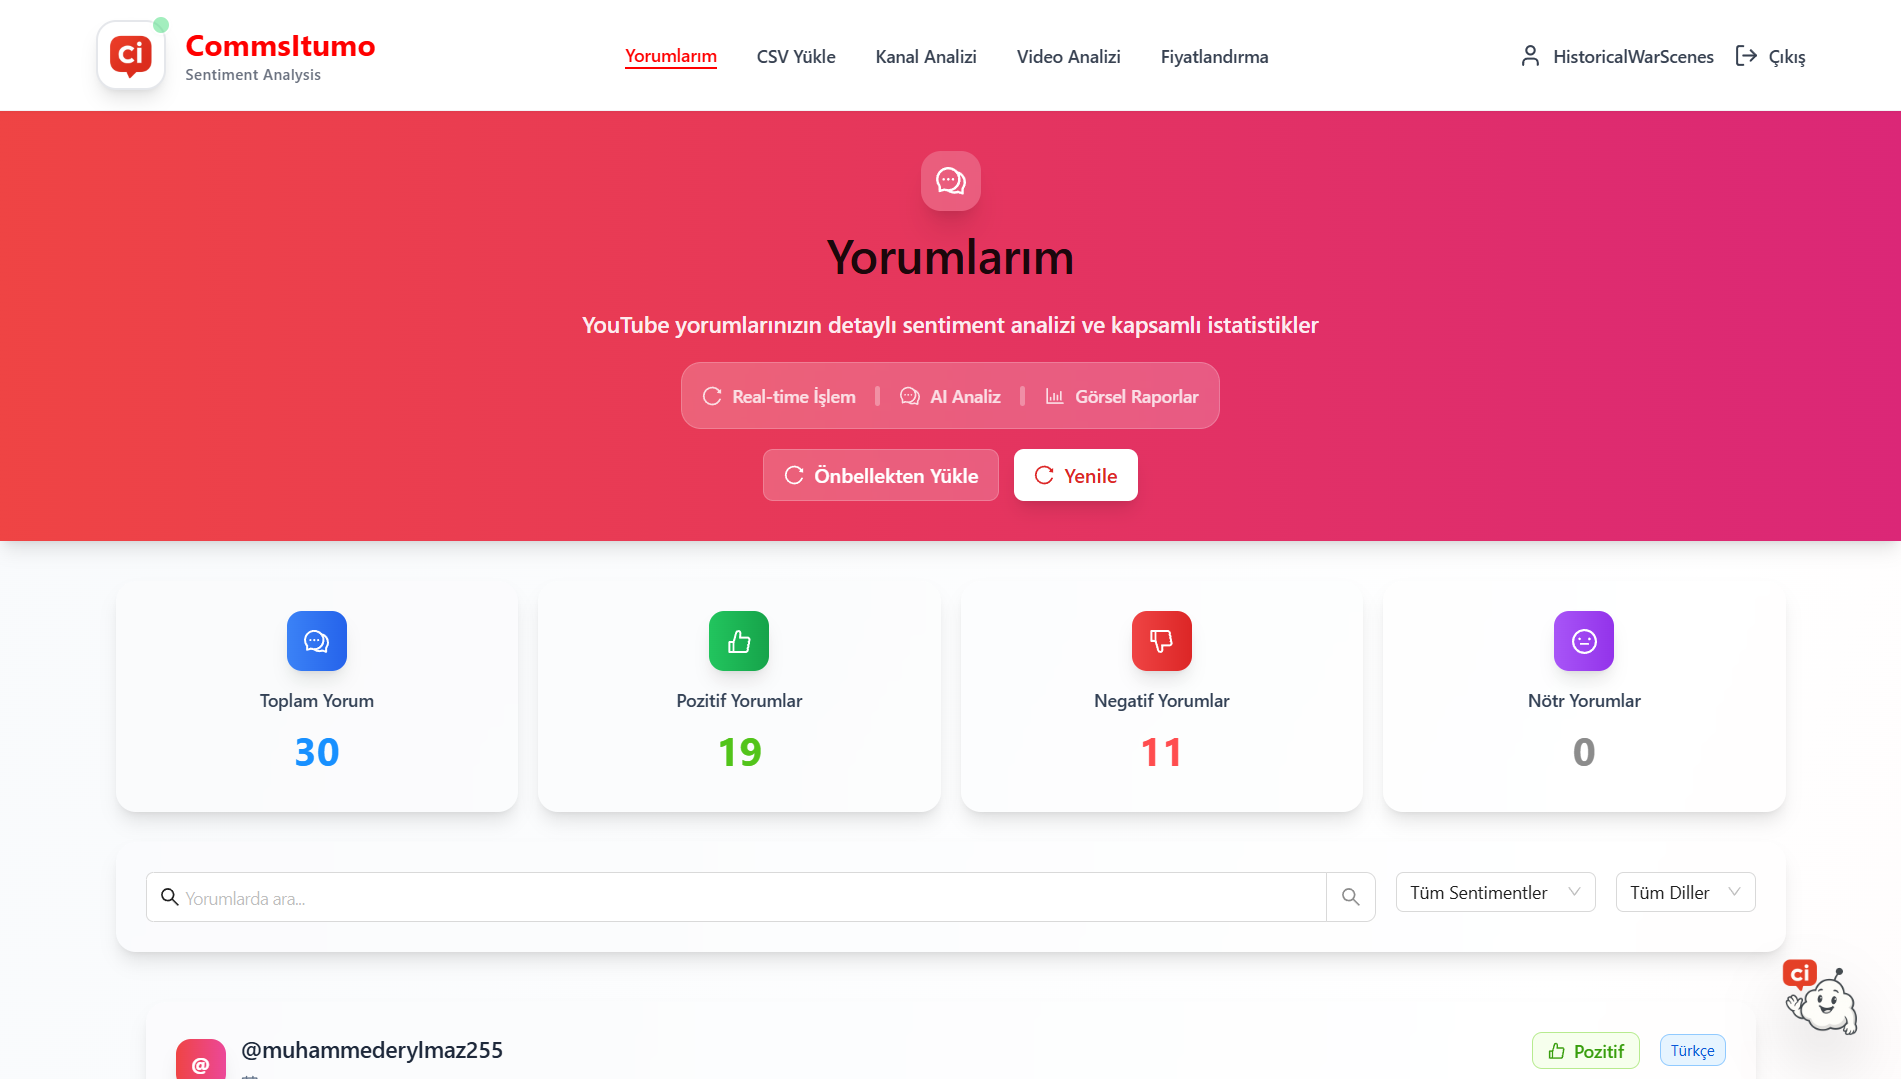 ci
CommsItumo
Sentiment Analysis
Yorumlarım
CSV Yükle
Kanal Analizi
Video Analizi
Fiyatlandırma
HistoricalWarScenes
Çıkış
Yorumlarım
YouTube yorumlarınızın detaylı sentiment analizi ve kapsamlı istatistikler
Real-time İşlem
AI Analiz
Görsel Raporlar
Önbellekten Yükle
Yenile
Toplam Yorum
30
Pozitif Yorumlar
19
Negatif Yorumlar
11
Nötr Yorumlar
0
Yorumlarda ara...
Tüm Sentimentler
Tüm Diller
ci
@
@muhammederylmaz255
Pozitif
Türkçe